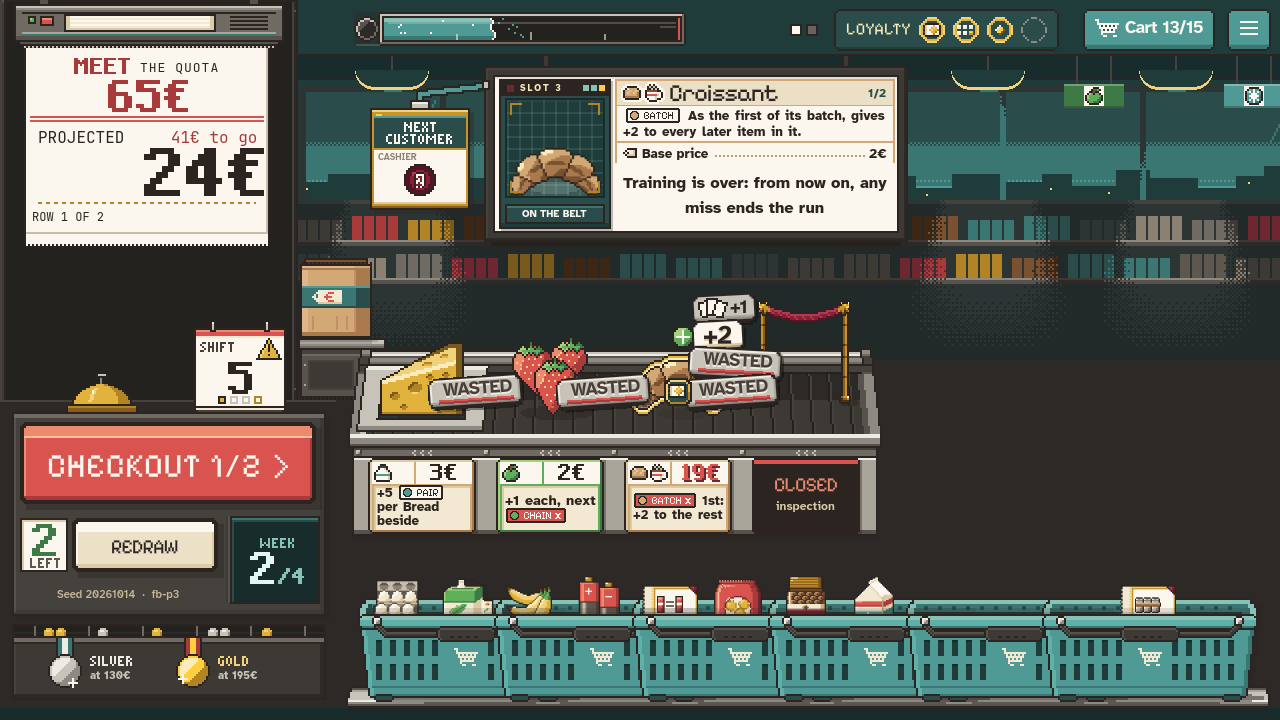 MEET THE QUOTA
65€
PROJECTED 41€ to go
24€
ROW 1 OF 2
SHIFT
5
CHECKOUT 1/2 >
2
LEFT
REDRAW
WEEK
2/4
Seed 20261014 · fb-p3
SILVER
at 130€
GOLD
at 195€
LOYALTY
Cart 13/15
NEXT
CUSTOMER
CASHIER
SLOT 3
ON THE BELT
Croissant 1/2
BATCH As the first of its batch, gives
+2 to every later item in it.
Base price 2€
Training is over: from now on, any
miss ends the run
€
+1
+2
WASTED
WASTED
WASTED
WASTED
3€
+5 PAIR
per Bread
beside
2€
+1 each, next
CHAIN x
19€
BATCH x 1st:
+2 to the rest
CLOSED
inspection